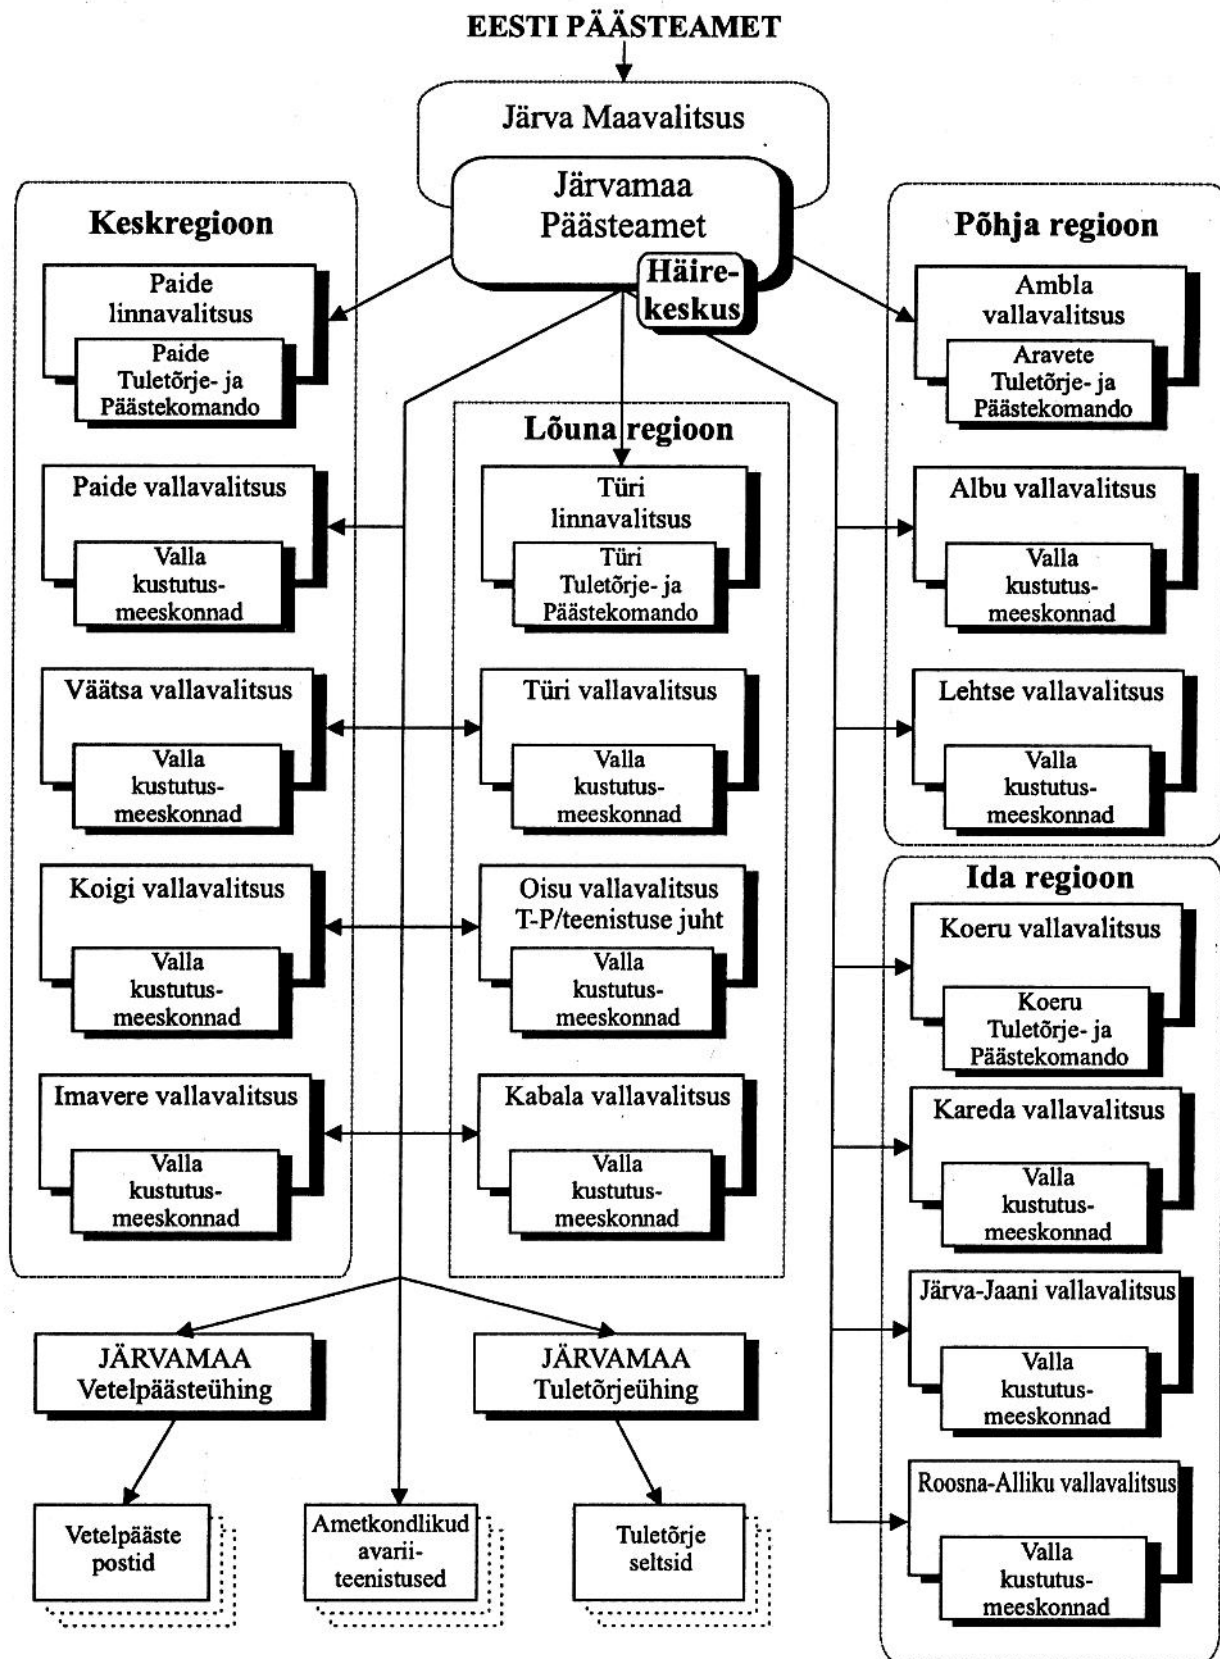 EESTI PÄÄSTEAMET
Järva Maavalitsus
Järvamaa
Päästeamet
Häire-
keskus
Keskregioon
Paide
linnavalitsus
Paide
Tuletõrje- ja
Päästekomando
Paide vallavalitsus
Valla
kustutus-
meeskonnad
Väätsa vallavalitsus
Valla
kustutus-
meeskonnad
Koigi vallavalitsus
Valla
kustutus-
meeskonnad
Imavere vallavalitsus
Valla
kustutus-
meeskonnad
Lõuna regioon
Türi
linnavalitsus
Türi
Tuletõrje- ja
Päästekomando
Türi vallavalitsus
Valla
kustutus-
meeskonnad
Oisu vallavalitsus
T-P/teenistuse juht
Valla
kustutus-
meeskonnad
Kabala vallavalitsus
Valla
kustutus-
meeskonnad
Põhja regioon
Ambla
vallavalitsus
Aravete
Tuletõrje- ja
Päästekomando
Albu vallavalitsus
Valla
kustutus-
meeskonnad
Lehtse vallavalitsus
Valla
kustutus-
meeskonnad
Ida regioon
Koeru vallavalitsus
Koeru
Tuletõrje- ja
Päästekomando
Kareda vallavalitsus
Valla
kustutus-
meeskonnad
Järva-Jaani vallavalitsus
Valla
kustutus-
meeskonnad
Roosna-Alliku vallavalitsus
Valla
kustutus-
meeskonnad
JÄRVAMAA
Vetelpäästeühing
JÄRVAMAA
Tuletõrjeühing
Vetelpääste
postid
Ametkondlikud
avarii-
teenistused
Tuletõrje
seltsid